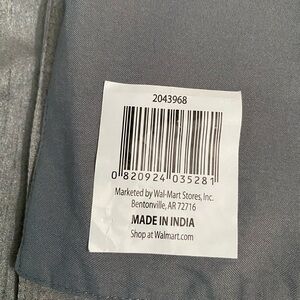 2043968
0 820924 035281
Marketed by Wal-Mart Stores, Inc.
Bentonville, AR 72716
MADE IN INDIA
Shop at Walmart.com